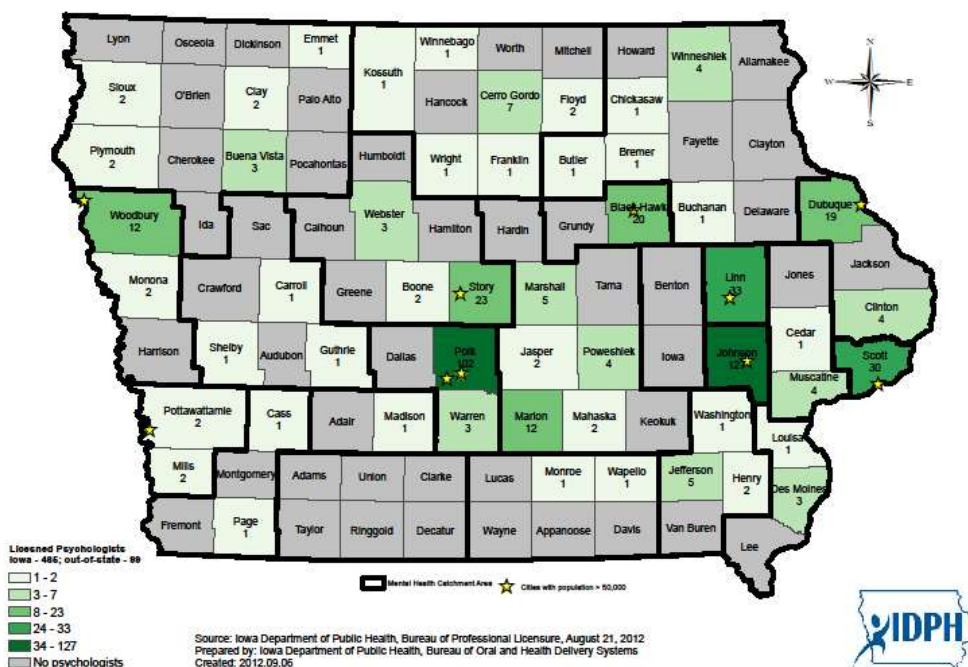 Lyon
Osceola
Dickinson
Emmet
1
Kossuth
1
Winnebago
1
Worth
Mitchell
Howard
Winneshiek
4
Allamakee
Sioux
2
O'Brien
Clay
2
Palo Alto
Hancock
Cerro Gordo
7
Floyd
2
Chickasaw
1
Fayette
Clayton
Plymouth
2
Cherokee
Buena Vista
3
Pocahontas
Humboldt
Wright
1
Franklin
1
Butler
1
Bremer
1
Woodbury
12
Ida
Sac
Calhoun
Webster
3
Hamilton
Hardin
Grundy
Black Hawk
20
Buchanan
1
Delaware
Dubuque
19
Monona
2
Crawford
Carroll
1
Greene
Boone
2
Story
23
Marshall
5
Tama
Benton
Linn
33
Jones
Jackson
Clinton
4
Harrison
Shelby
1
Audubon
Guthrie
1
Dallas
Polk
102
Jasper
2
Poweshiek
4
Iowa
Johnson
127
Cedar
1
Scott
30
Muscatine
4
Pottawattamie
2
Cass
1
Adair
Madison
1
Warren
3
Marion
12
Mahaska
2
Keokuk
Washington
1
Louisa
1
Mills
2
Montgomery
Adams
Union
Clarke
Lucas
Monroe
1
Wapello
1
Jefferson
5
Henry
2
Des Moines
3
Fremont
Page
1
Taylor
Ringgold
Decatur
Wayne
Appanoose
Davis
Van Buren
Lee
N
W
E
S
Licesned Psychologists
Iowa - 465; out-of-state - 89
1 - 2
3 - 7
8 - 23
24 - 33
34 - 127
No psychologists
Mental Health Catchment Area
Cities with population > 50,000
Source: Iowa Department of Public Health, Bureau of Professional Licensure, August 21, 2012
Prepared by: Iowa Department of Public Health, Bureau of Oral and Health Delivery Systems
Created: 2012.09.06
IDPH